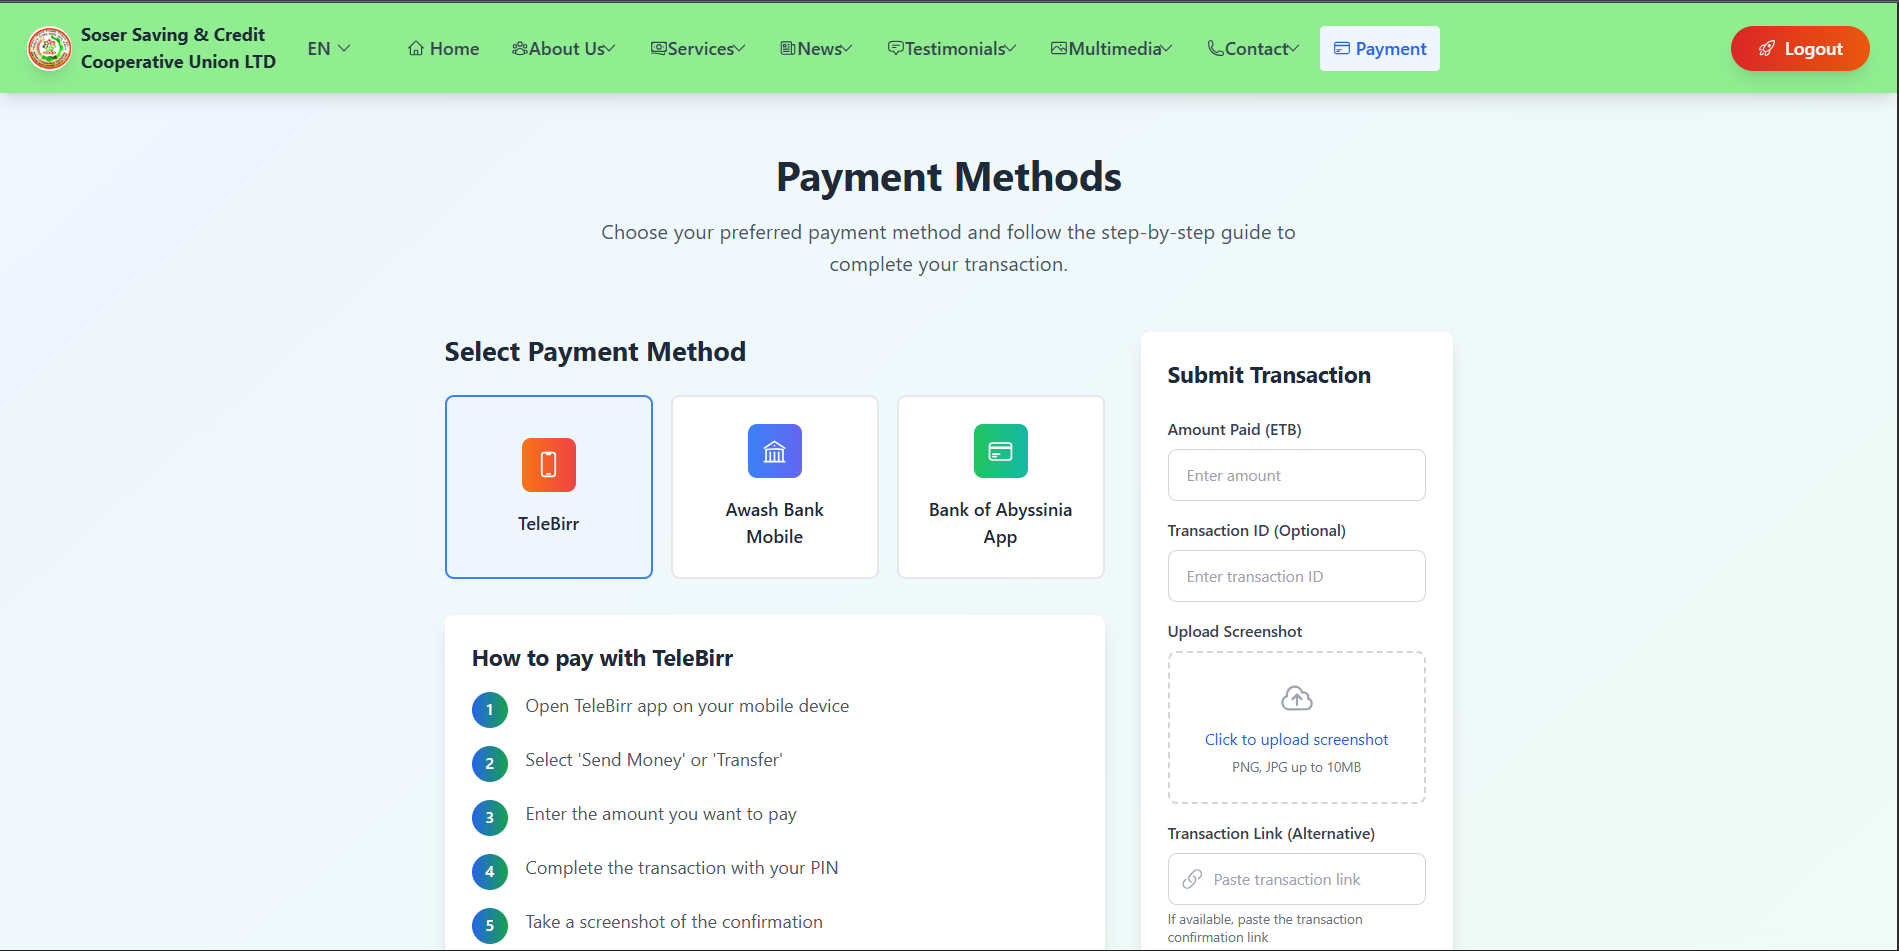 Soser Saving & Credit
Cooperative Union LTD
EN
Home
About Us
Services
News
Testimonials
Multimedia
Contact
Payment
Logout
Payment Methods
Choose your preferred payment method and follow the step-by-step guide to
complete your transaction.
Select Payment Method
TeleBirr
Awash Bank
Mobile
Bank of Abyssinia
App
How to pay with TeleBirr
1 Open TeleBirr app on your mobile device
2 Select 'Send Money' or 'Transfer'
3 Enter the amount you want to pay
4 Complete the transaction with your PIN
5 Take a screenshot of the confirmation
Submit Transaction
Amount Paid (ETB)
Enter amount
Transaction ID (Optional)
Enter transaction ID
Upload Screenshot
Click to upload screenshot
PNG, JPG up to 10MB
Transaction Link (Alternative)
Paste transaction link
If available, paste the transaction
confirmation link